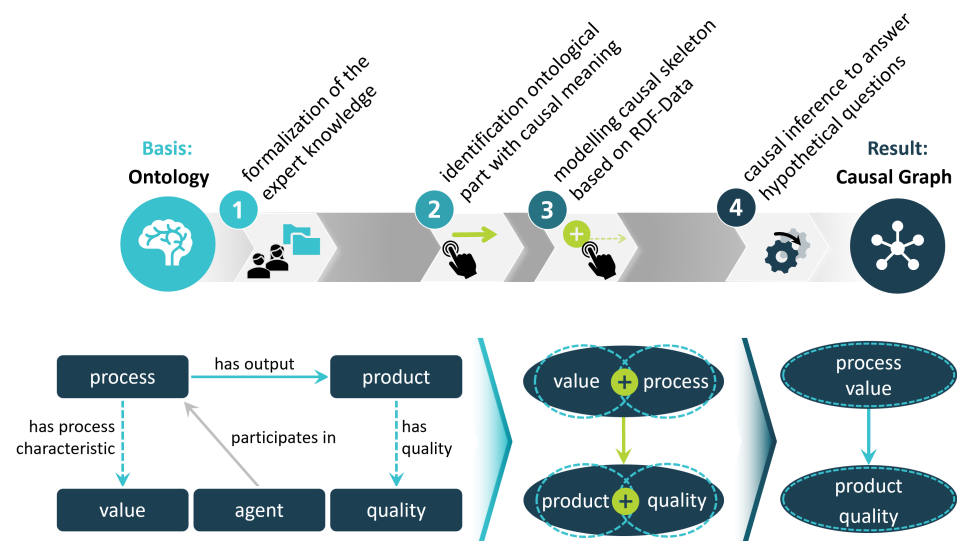 formalization of the
expert knowledge
identification ontological
part with causal meaning
modelling causal skeleton
based on RDF-Data
causal inference to answer
hypothetical questions
Basis:
Ontology
Result:
Causal Graph
1
2
3
4
process
has output
product
has process
characteristic
participates in
has
quality
value
agent
quality
value + process
product + quality
process
value
product
quality